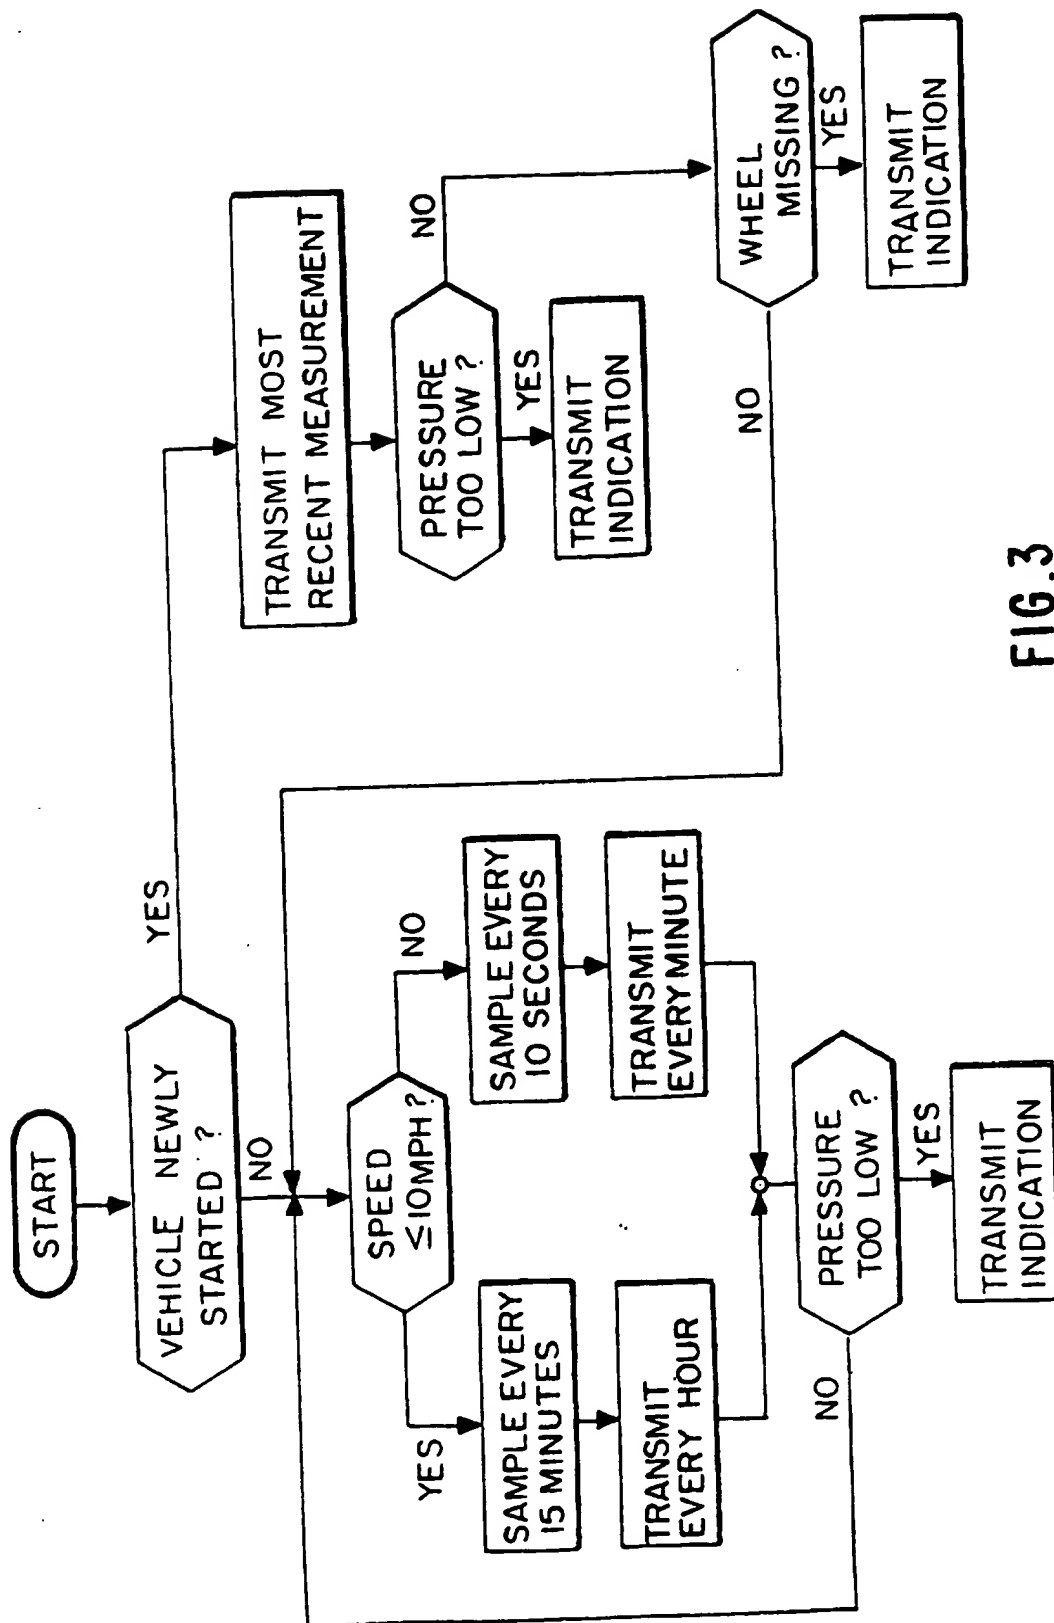 START
VEHICLE NEWLY
STARTED ?
YES
NO
TRANSMIT MOST
RECENT MEASUREMENT
PRESSURE
TOO LOW ?
NO
YES
TRANSMIT
INDICATION
WHEEL
MISSING ?
NO
YES
TRANSMIT
INDICATION
SPEED
≤10MPH ?
YES
NO
SAMPLE EVERY
15 MINUTES
SAMPLE EVERY
10 SECONDS
TRANSMIT
EVERY HOUR
TRANSMIT
EVERY MINUTE
PRESSURE
TOO LOW ?
NO
YES
TRANSMIT
INDICATION
FIG.3